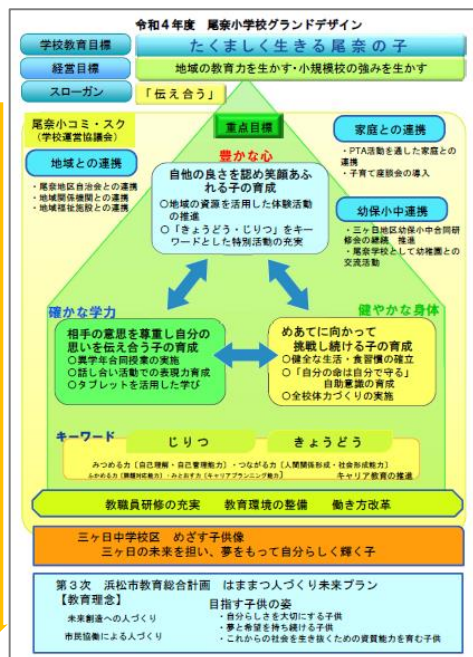 令和４年度　尾奈小学校グランドデザイン
学校教育目標
たくましく生きる尾奈の子
経営目標
地域の教育力を生かす・小規模校の強みを生かす
スローガン
「伝え合う」
尾奈小コミ・スク
（学校運営協議会）
地域との連携
・尾奈地区自治会との連携
・地域関係機関との連携
・地域福祉施設との連携
重点目標
豊かな心
自他の良さを認め笑顔あふ
れる子の育成
○地域の資源を活用した体験活動
の推進
○「きょうどう・じりつ」をキー
ワードとした特別活動の充実
家庭との連携
・PTA活動を通した家庭との
連携
・子育て座談会の導入
幼保小中連携
・三ヶ日地区幼保小中合同研
修会の継続　推進
・尾奈学校として幼稚園との
交流活動
確かな学力
相手の意思を尊重し自分の
思いを伝え合う子の育成
○異学年合同授業の実施
○話し合い活動での表現力育成
○タブレットを活用した学び
健やかな身体
めあてに向かって
挑戦し続ける子の育成
○健全な生活・食習慣の確立
○「自分の命は自分で守る」
自助意識の育成
○全校体力づくりの実施
キーワード
じりつ
きょうどう
みつめる力［自己理解・自己管理能力］・つながる力［人間関係形成・社会形成能力］
ふかめる力［課題対応能力］・みとおす力［キャリアプランニング能力］
キャリア教育の推進
教職員研修の充実　教育環境の整備　働き方改革
三ヶ日中学校区　めざす子供像
三ヶ日の未来を担い、夢をもって自分らしく輝く子
第３次　浜松市教育総合計画　はままつ人づくり未来プラン
【教育理念】
未来創造への人づくり
市民協働による人づくり
目指す子供の姿
・自分らしさを大切にする子供
・夢と希望を持ち続ける子供
・これからの社会を生き抜くための資質能力を育む子供